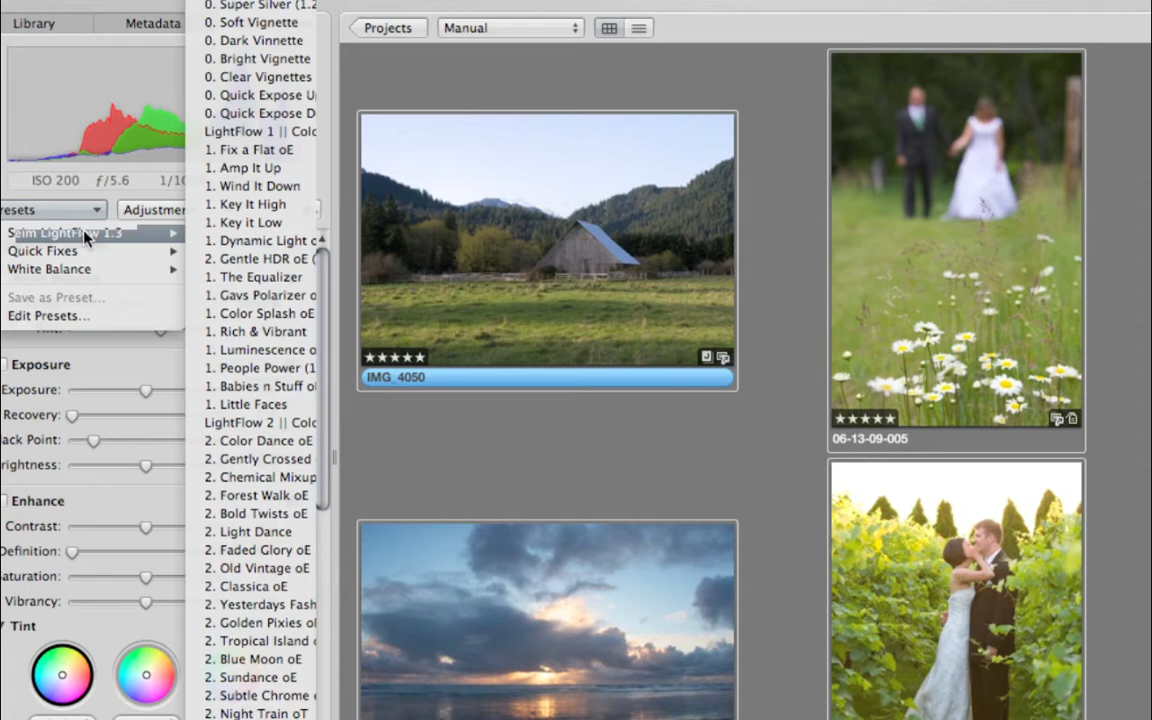 Library
Metadata
ISO 200
f/5.6
1/10
resets
Adjustmen
Seim LightFlow 1.3
Quick Fixes
White Balance
Save as Preset...
Edit Presets...
Exposure
Exposure:
Recovery:
ack Point:
rightness:
Enhance
Contrast:
Definition:
aturation:
Vibrancy:
Tint
0. Super Silver (1.2
0. Soft Vignette
0. Dark Vinnette
0. Bright Vignette
0. Clear Vignettes
0. Quick Expose U
0. Quick Expose D
LightFlow 1 || Colo
1. Fix a Flat oE
1. Amp It Up
1. Wind It Down
1. Key It High
1. Key it Low
1. Dynamic Light o
2. Gentle HDR oE (
1. The Equalizer
1. Gavs Polarizer o
1. Color Splash oE
1. Rich & Vibrant
1. Luminescence o
1. People Power (1
1. Babies n Stuff o
1. Little Faces
LightFlow 2 || Colo
2. Color Dance oE
2. Gently Crossed
2. Chemical Mixup
2. Forest Walk oE
2. Bold Twists oE
2. Light Dance
2. Faded Glory oE
2. Old Vintage oE
2. Classica oE
2. Yesterdays Fash
2. Golden Pixies o
2. Tropical Island
2. Blue Moon oE
2. Sundance oE
2. Subtle Chrome
2. Night Train oT
Projects
Manual
IMG_4050
06-13-09-005